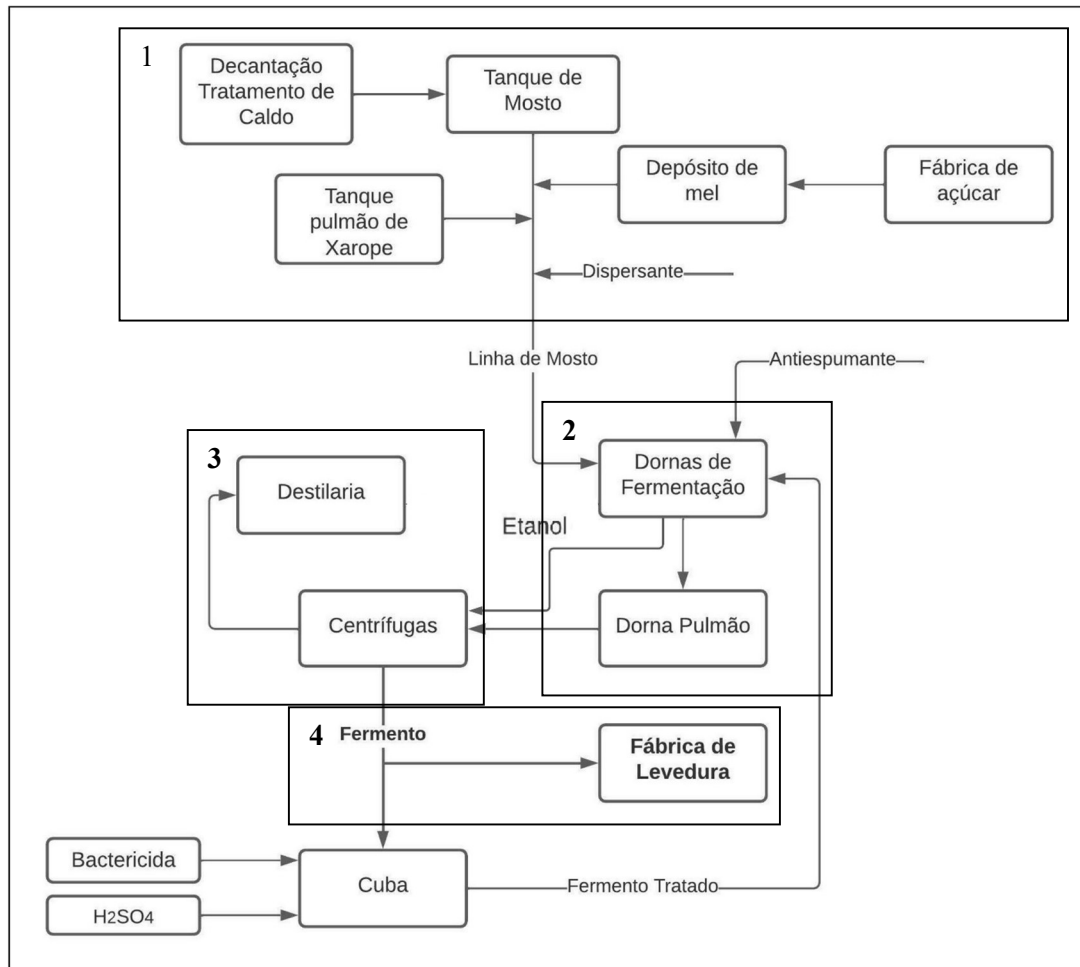 1
Decantação
Tratamento de
Caldo
Tanque de
Mosto
Depósito de
mel
Fábrica de
açúcar
Tanque
pulmão de
Xarope
Dispersante
Linha de Mosto
Antiespumante
2
Dornas de
Fermentação
3
Destilaria
Etanol
Centrífugas
Dorna Pulmão
4
Fermento
Fábrica de
Levedura
Bactericida
Cuba
Fermento Tratado
H2SO4